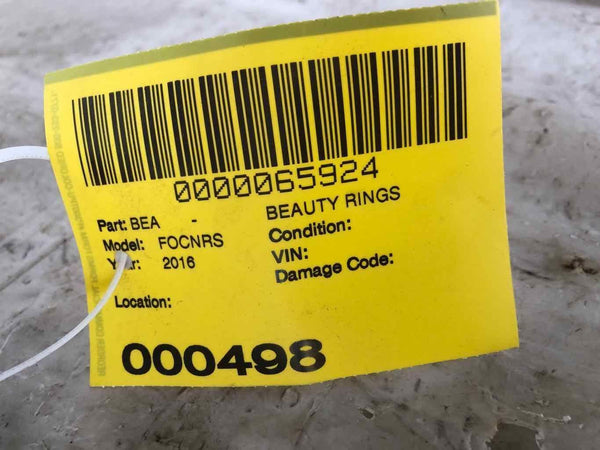 0000065924
Part: BEA - BEAUTY RINGS
Model: FOCNRS Condition:
Year: 2016 VIN:
Damage Code:
Location:
000498